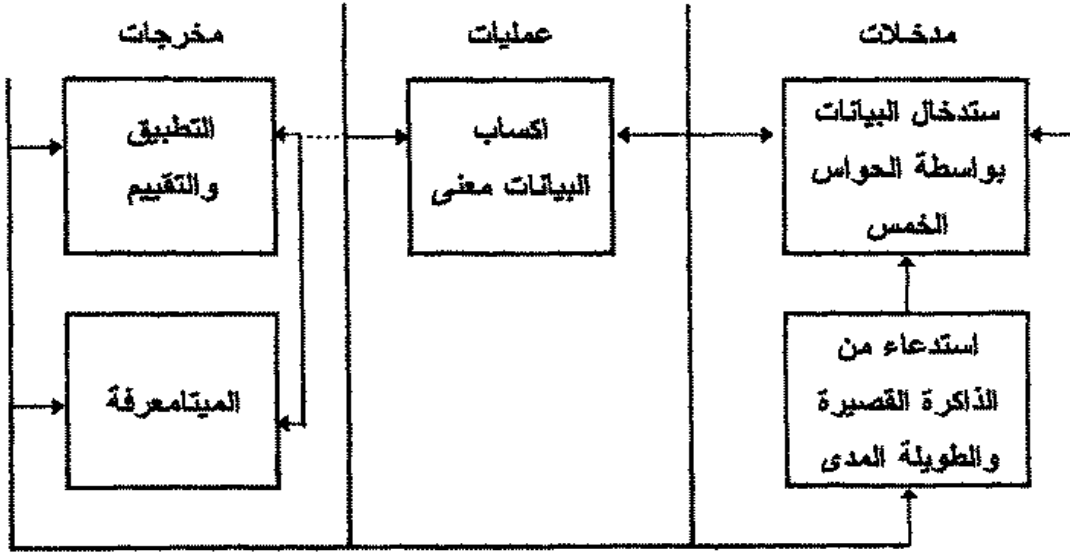 مدخلات
عمليات
مخرجات
ستدخال البيانات
بواسطة الحواس
الخمس
اكساب
البيانات معنى
التطبيق
والتقييم
استدعاء من
الذاكرة القصيرة
والطويلة المدى
الميتامعرفة